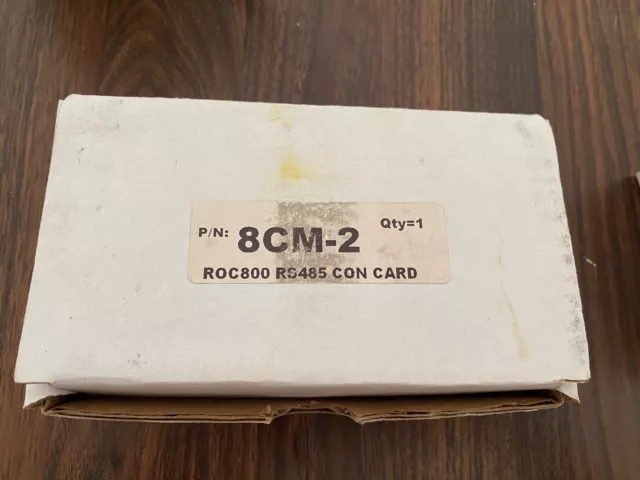 P/N: 8CM-2 Qty=1
ROC800 RS485 CON CARD